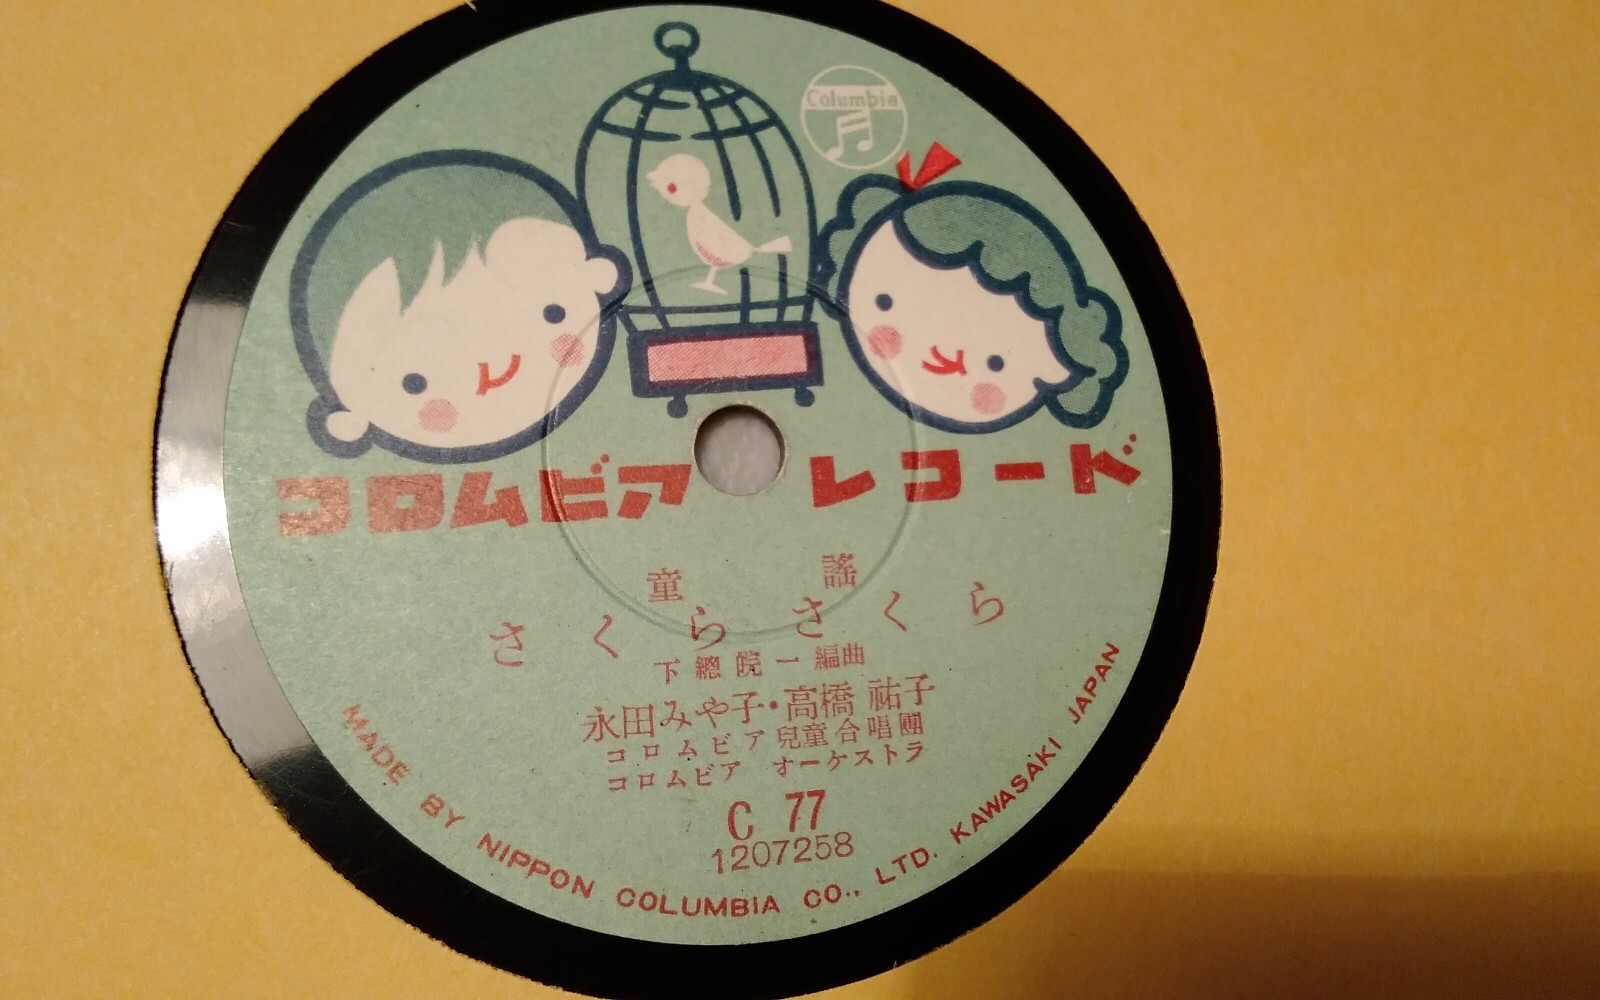 Columbia
コロムビア レコード
童謠
さくらさくら
下總皖一編曲
永田みや子・高橋祐子
コロムビア兒童合唱團
コロムビア オーケストラ
C 77
1207258
MADE BY NIPPON COLUMBIA CO., LTD. KAWASAKI JAPAN